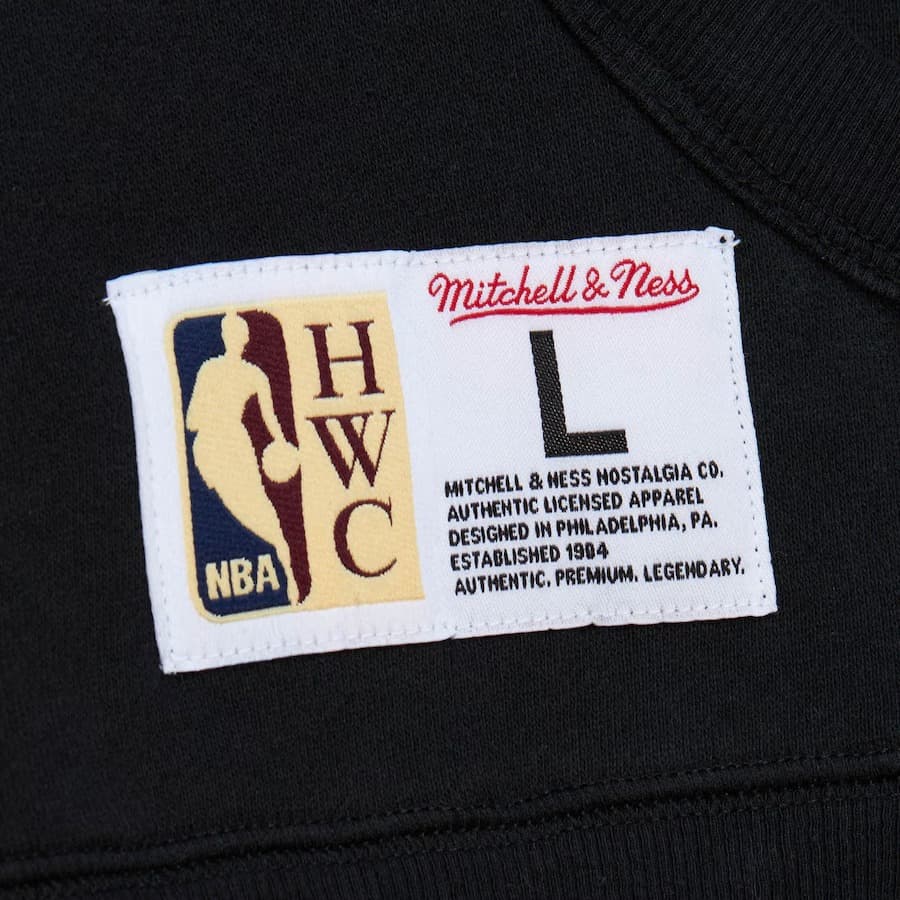 NBA
H
W
C
Mitchell & Ness
L
MITCHELL & NESS NOSTALGIA CO.
AUTHENTIC LICENSED APPAREL
DESIGNED IN PHILADELPHIA, PA.
ESTABLISHED 1904
AUTHENTIC. PREMIUM. LEGENDARY.